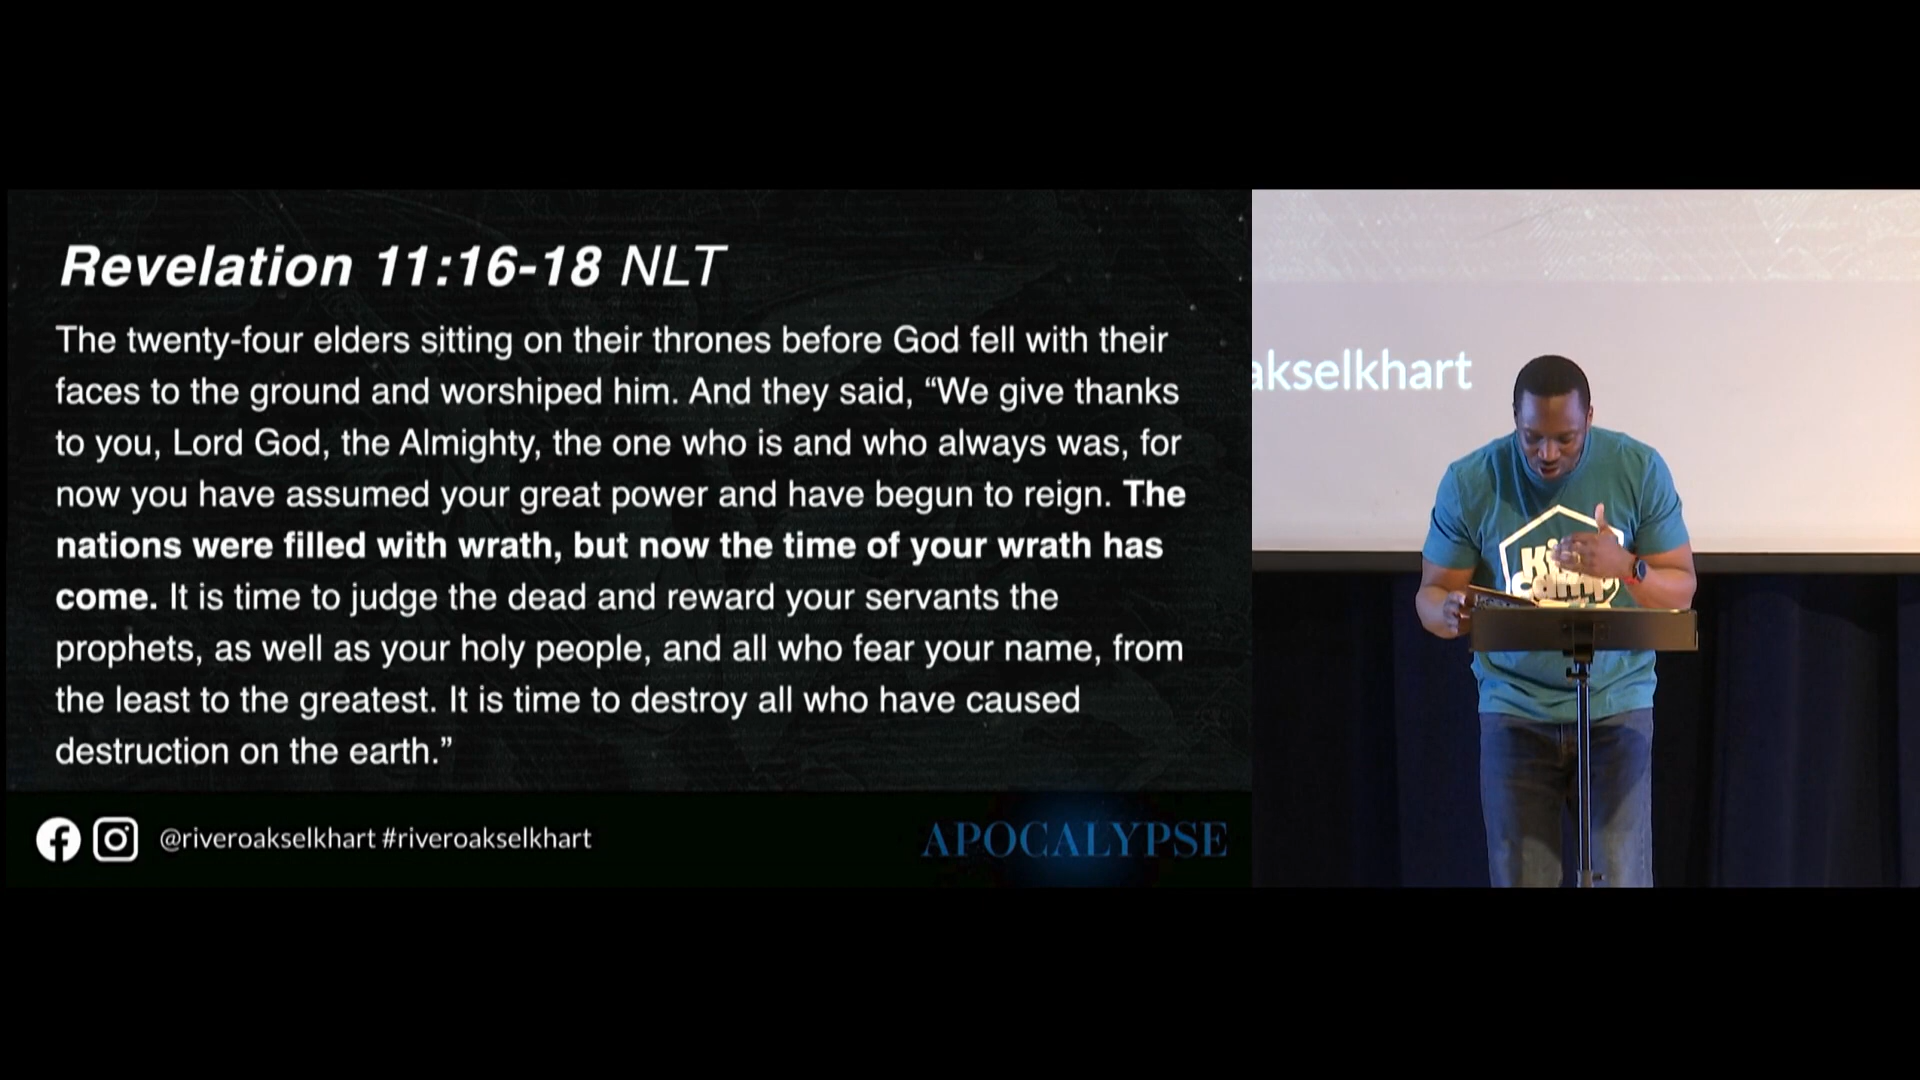 Revelation 11:16-18 NLT
The twenty-four elders sitting on their thrones before God fell with their
faces to the ground and worshiped him. And they said, “We give thanks
to you, Lord God, the Almighty, the one who is and who always was, for
now you have assumed your great power and have begun to reign. The
nations were filled with wrath, but now the time of your wrath has
come. It is time to judge the dead and reward your servants the
prophets, as well as your holy people, and all who fear your name, from
the least to the greatest. It is time to destroy all who have caused
destruction on the earth.”
@riveroakselkhart #riveroakselkhart
APOCALYPSE
akselkhart
camp